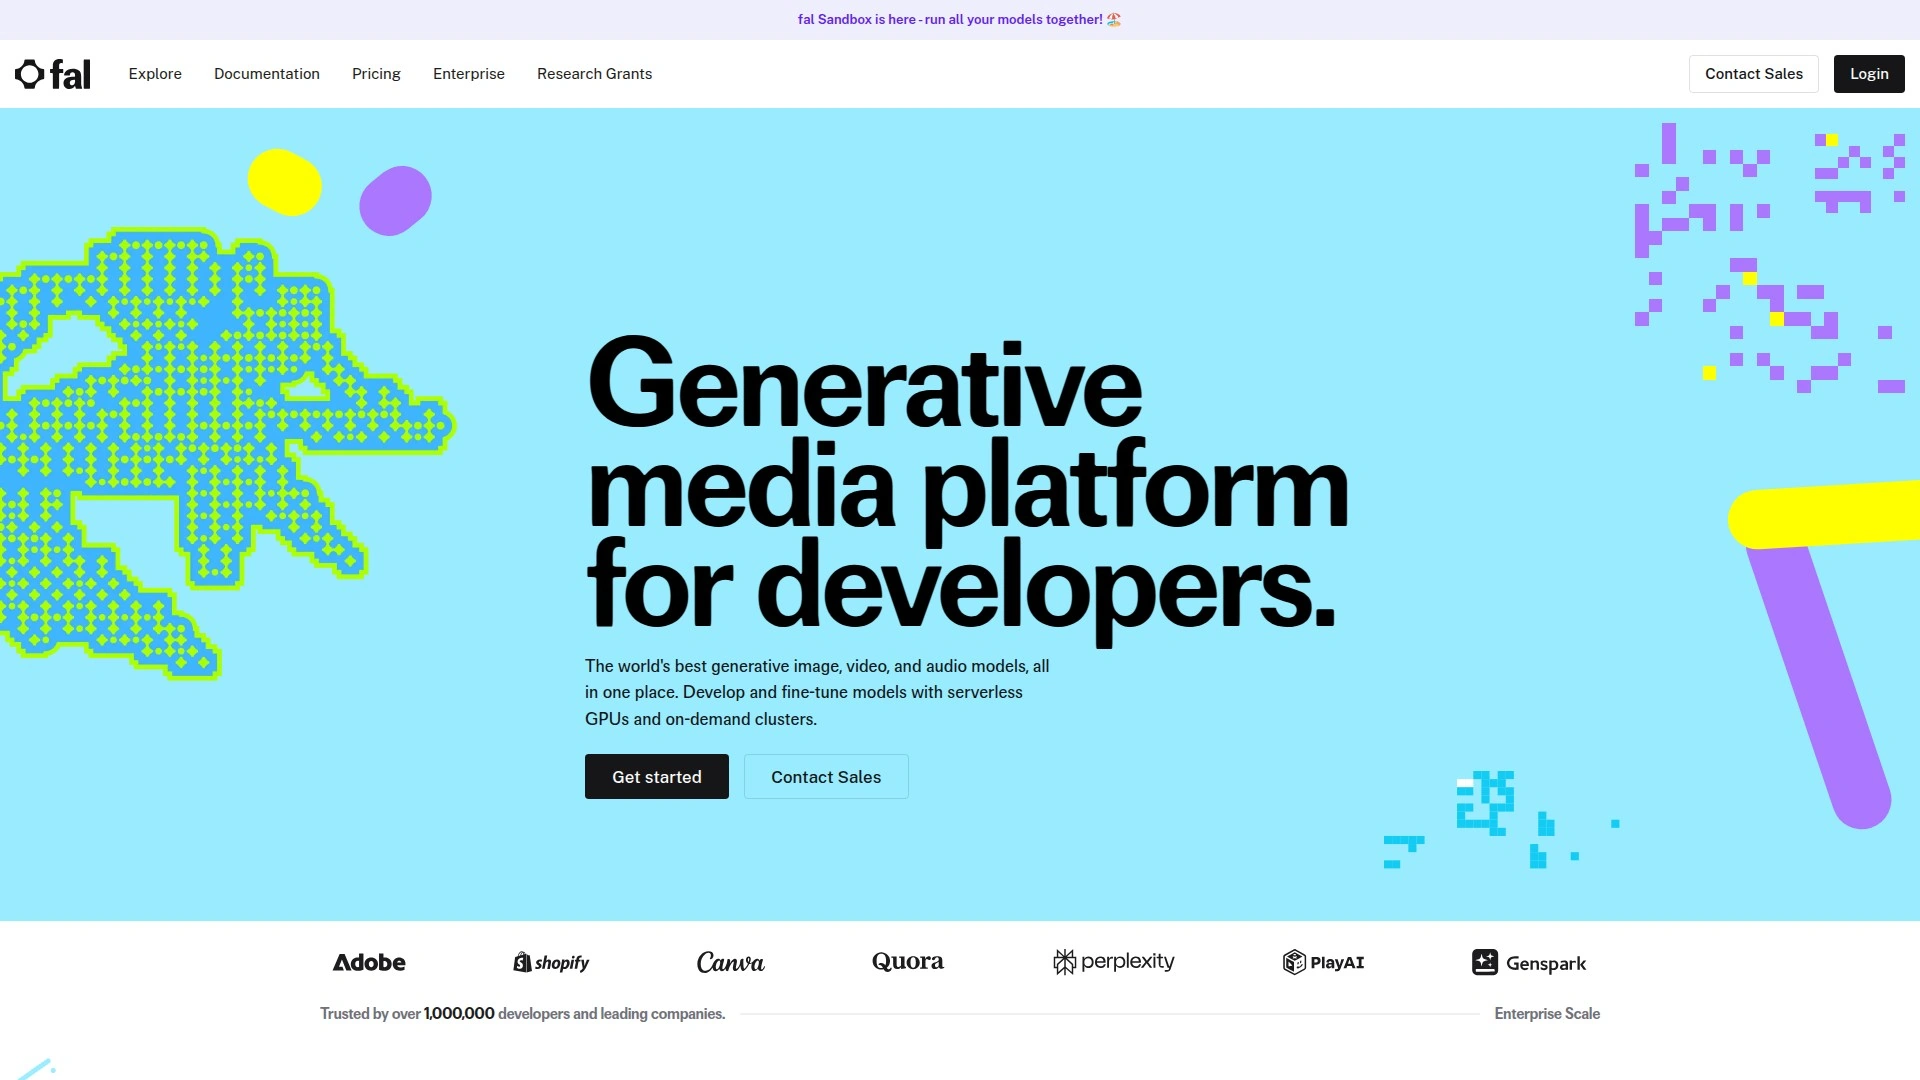 fal Sandbox is here - run all your models together! 🏖️
fal
Explore
Documentation
Pricing
Enterprise
Research Grants
Contact Sales
Login
Generative
media platform
for developers.
The world's best generative image, video, and audio models, all
in one place. Develop and fine-tune models with serverless
GPUs and on-demand clusters.
Get started
Contact Sales
Adobe
shopify
Canva
Quora
perplexity
PlayAI
Genspark
Trusted by over 1,000,000 developers and leading companies.
Enterprise Scale